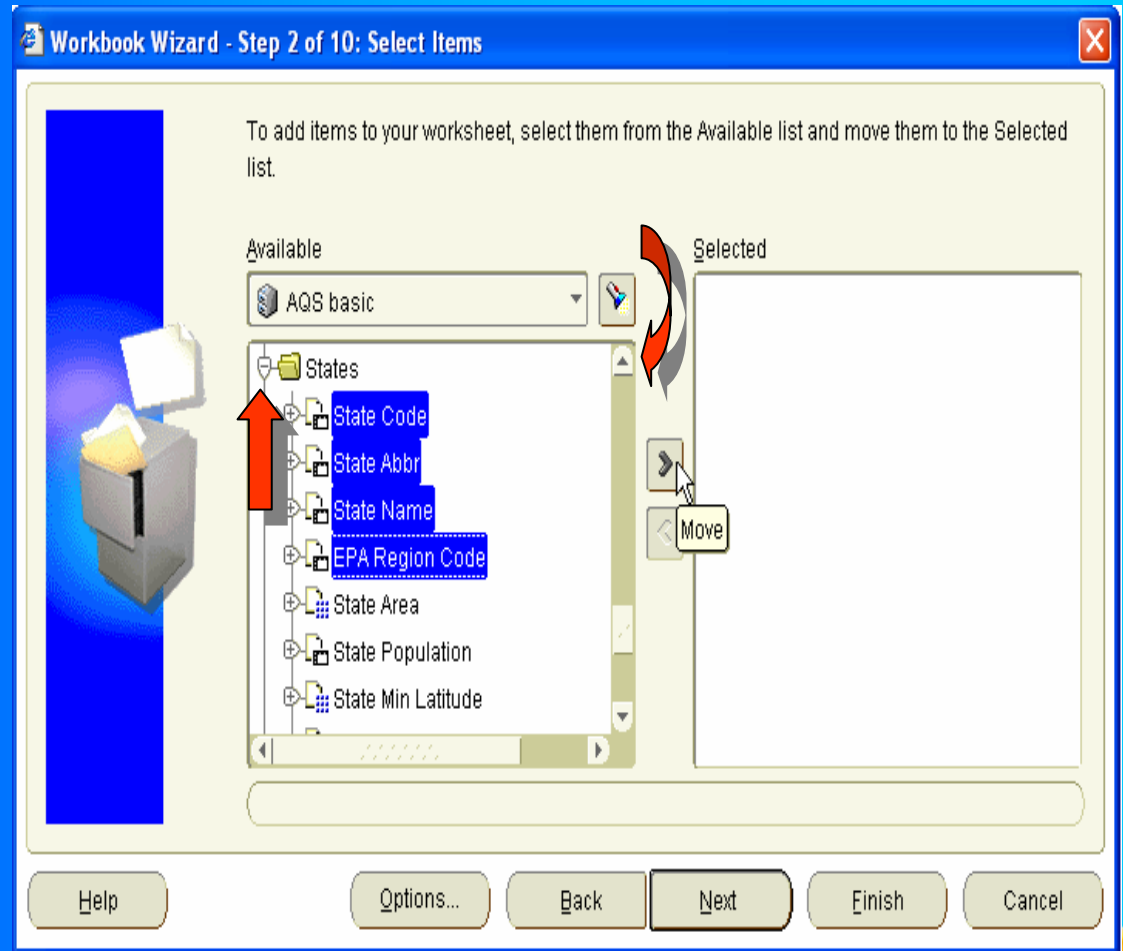 Workbook Wizard - Step 2 of 10: Select Items
To add items to your worksheet, select them from the Available list and move them to the Selected
list.
Available
Selected
AQS basic
States
State Code
State Abbr
State Name
EPA Region Code
State Area
State Population
State Min Latitude
Move
Help
Options...
Back
Next
Finish
Cancel